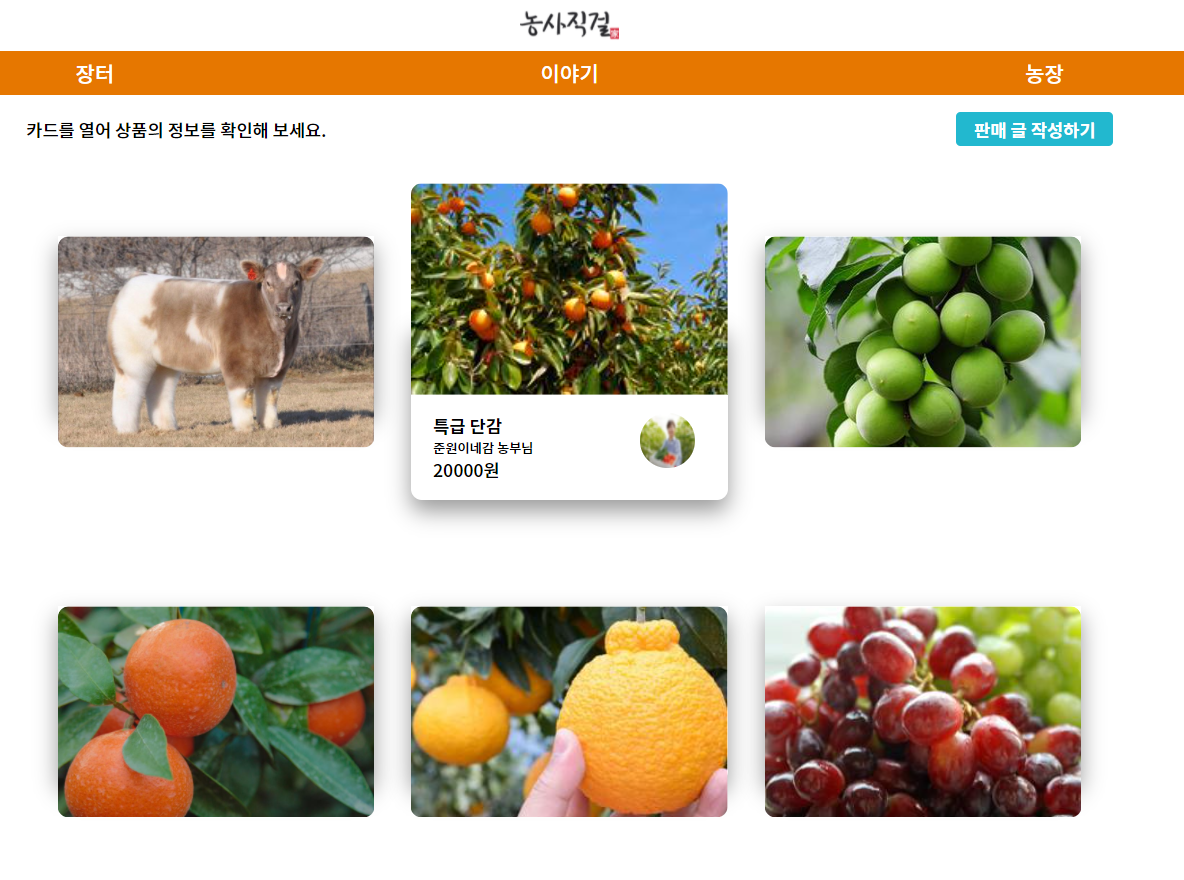 농사직걸
장터
이야기
농장
카드를 열어 상품의 정보를 확인해 보세요.
판매 글 작성하기
특급 단감
준원이네감 농부님
20000원